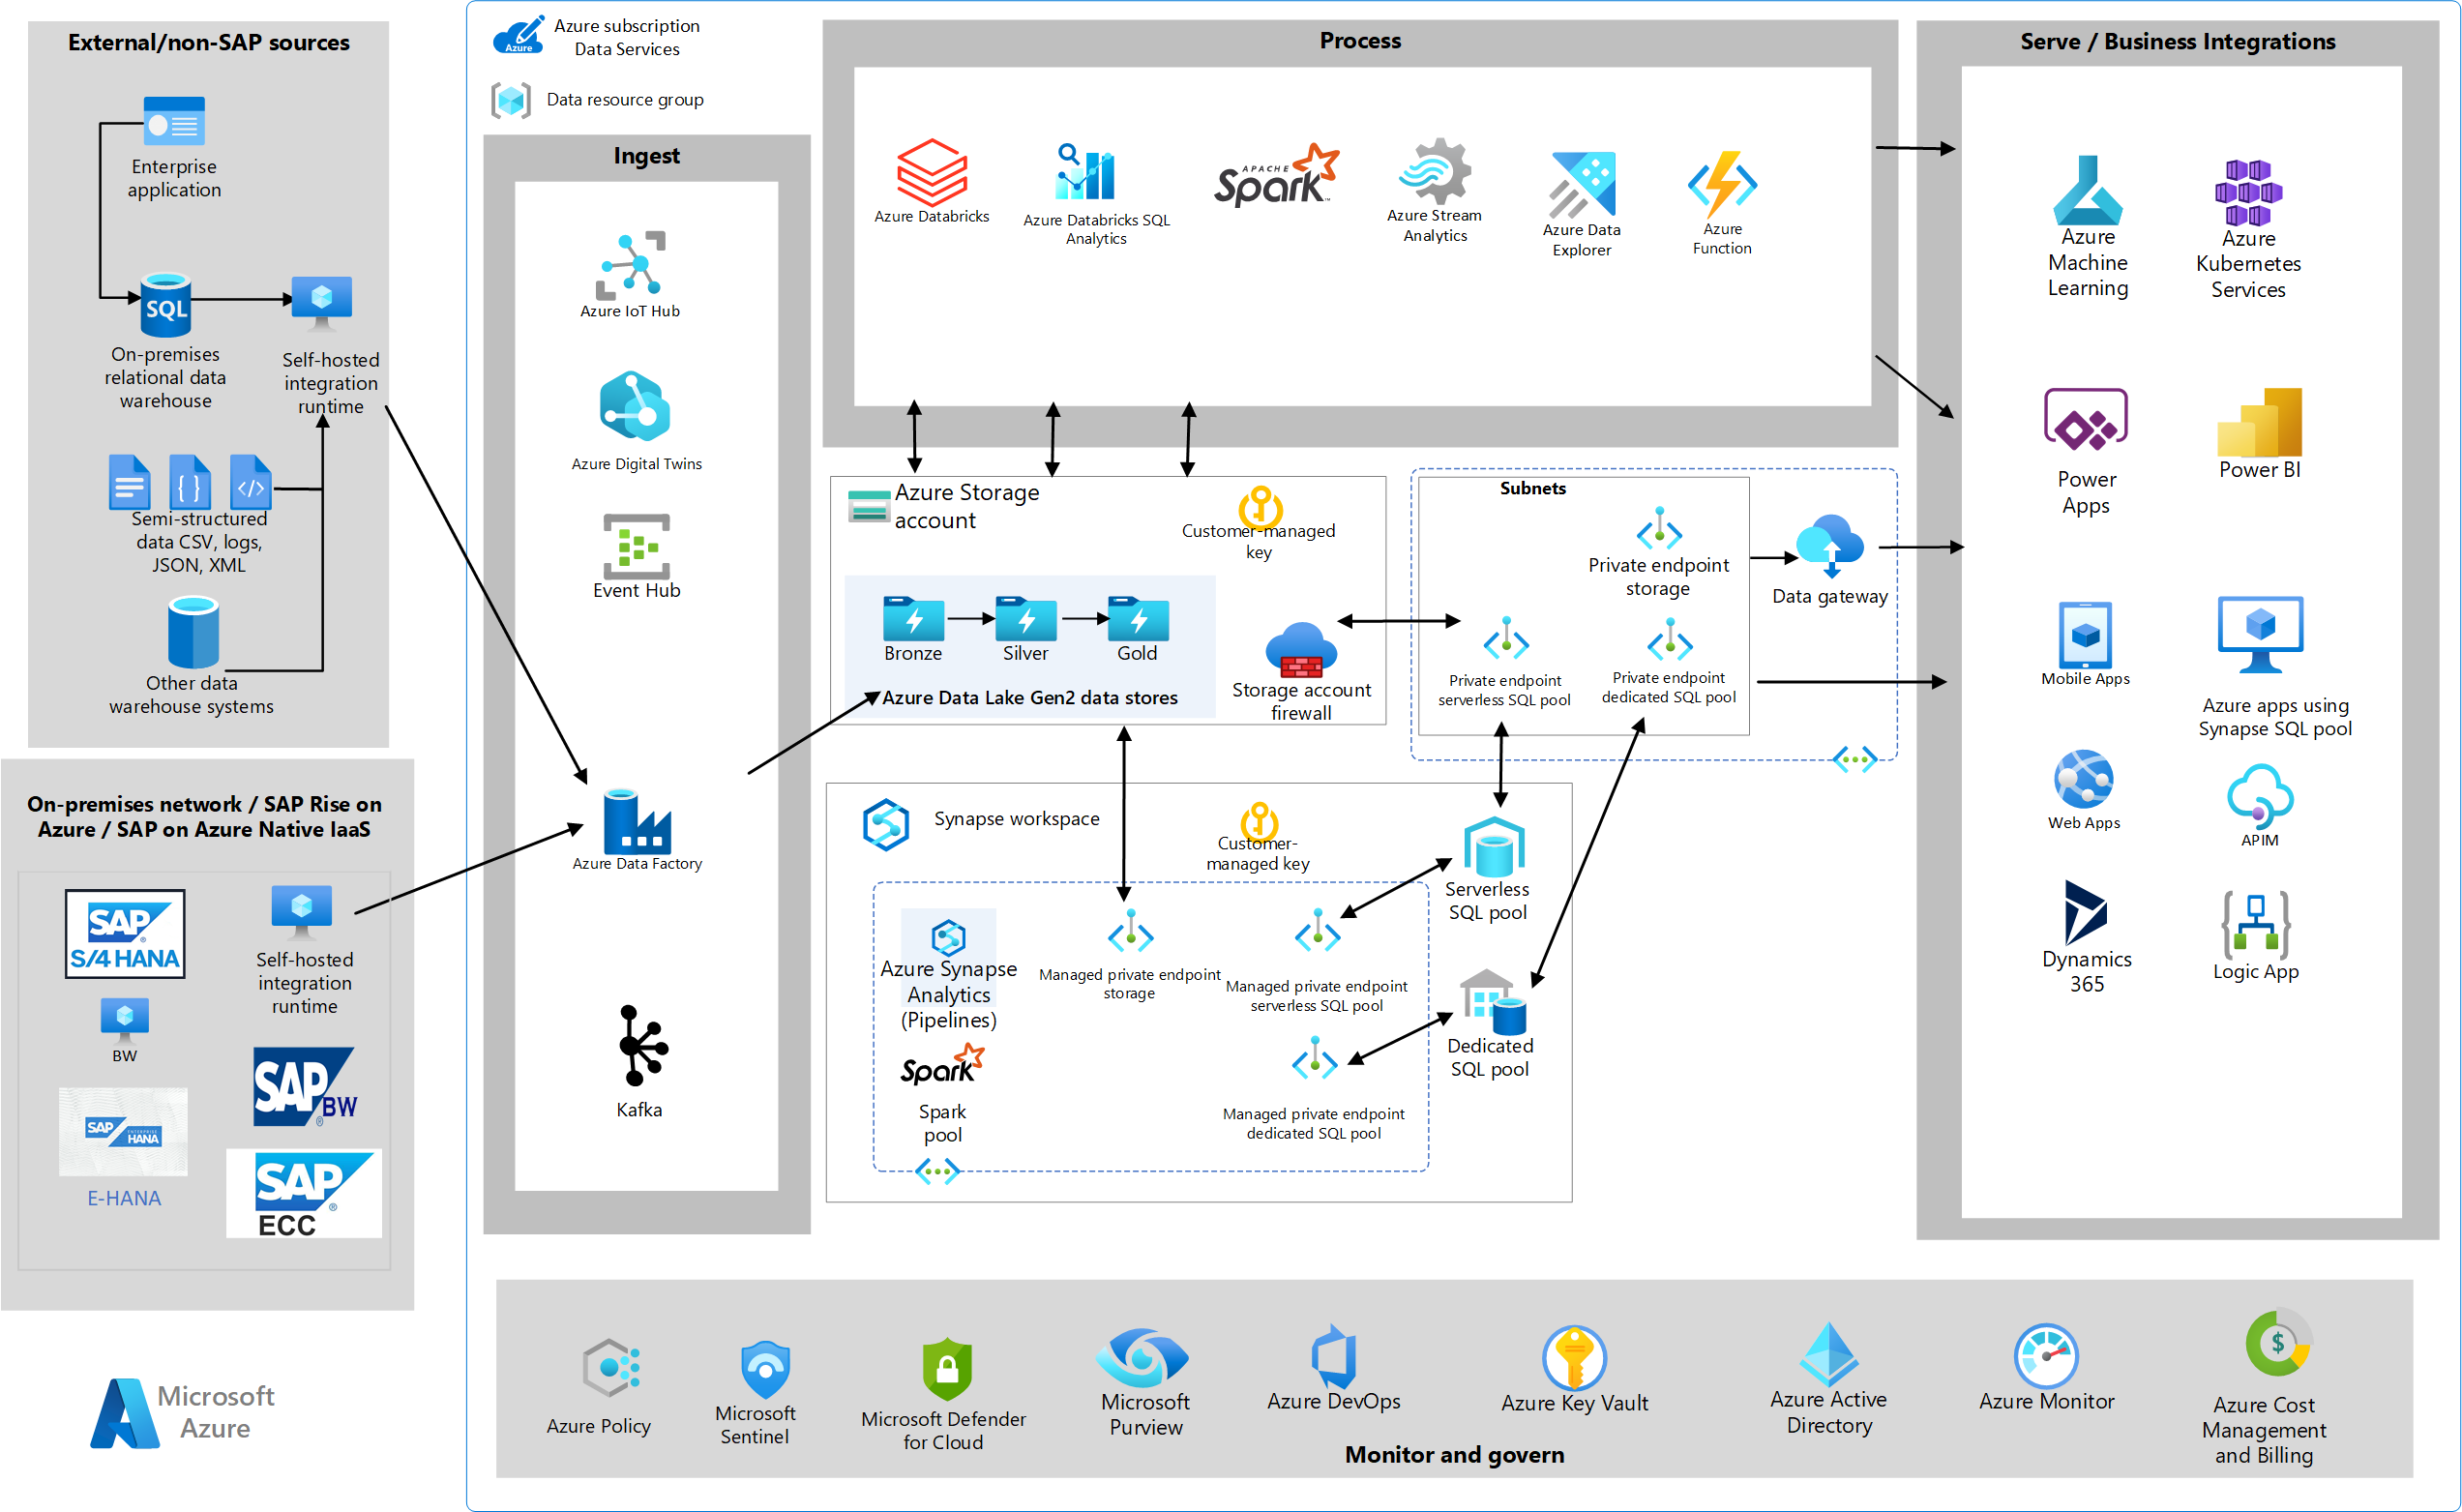 External/non-SAP sources
Enterprise
application
SQL
On-premises
relational data
warehouse
Self-hosted
integration
runtime
Semi-structured
data CSV, logs,
JSON, XML
Other data
warehouse systems
On-premises network / SAP Rise on
Azure / SAP on Azure Native IaaS
SAP
S/4 HANA
Self-hosted
integration
runtime
BW
SAP
BW
SAP
ENTERPRISE
HANA
E-HANA
SAP
ECC
Microsoft
Azure
Azure
Azure subscription
Data Services
Data resource group
Ingest
Azure IoT Hub
Azure Digital Twins
Event Hub
Azure Data Factory
Kafka
Process
Azure Databricks
Azure Databricks SQL
Analytics
APACHE
Spark
Azure Stream
Analytics
Azure Data
Explorer
Azure
Function
Azure Storage
account
Customer-managed
key
Bronze
Silver
Gold
Azure Data Lake Gen2 data stores
Storage account
firewall
Subnets
Private endpoint
storage
Private endpoint
serverless SQL pool
Private endpoint
dedicated SQL pool
Data gateway
Synapse workspace
Customer-
managed key
Serverless
SQL pool
Azure Synapse
Analytics
(Pipelines)
Managed private endpoint
storage
Managed private endpoint
serverless SQL pool
Spark
Spark
pool
Managed private endpoint
dedicated SQL pool
Dedicated
SQL pool
Serve / Business Integrations
Azure
Machine
Learning
Azure
Kubernetes
Services
Power
Apps
Power BI
Mobile Apps
Azure apps using
Synapse SQL pool
Web Apps
APIM
Dynamics
365
Logic App
Azure Policy
Microsoft
Sentinel
Microsoft Defender
for Cloud
Microsoft
Purview
Azure DevOps
Azure Key Vault
Azure Active
Directory
Azure Monitor
$
Azure Cost
Management
and Billing
Monitor and govern